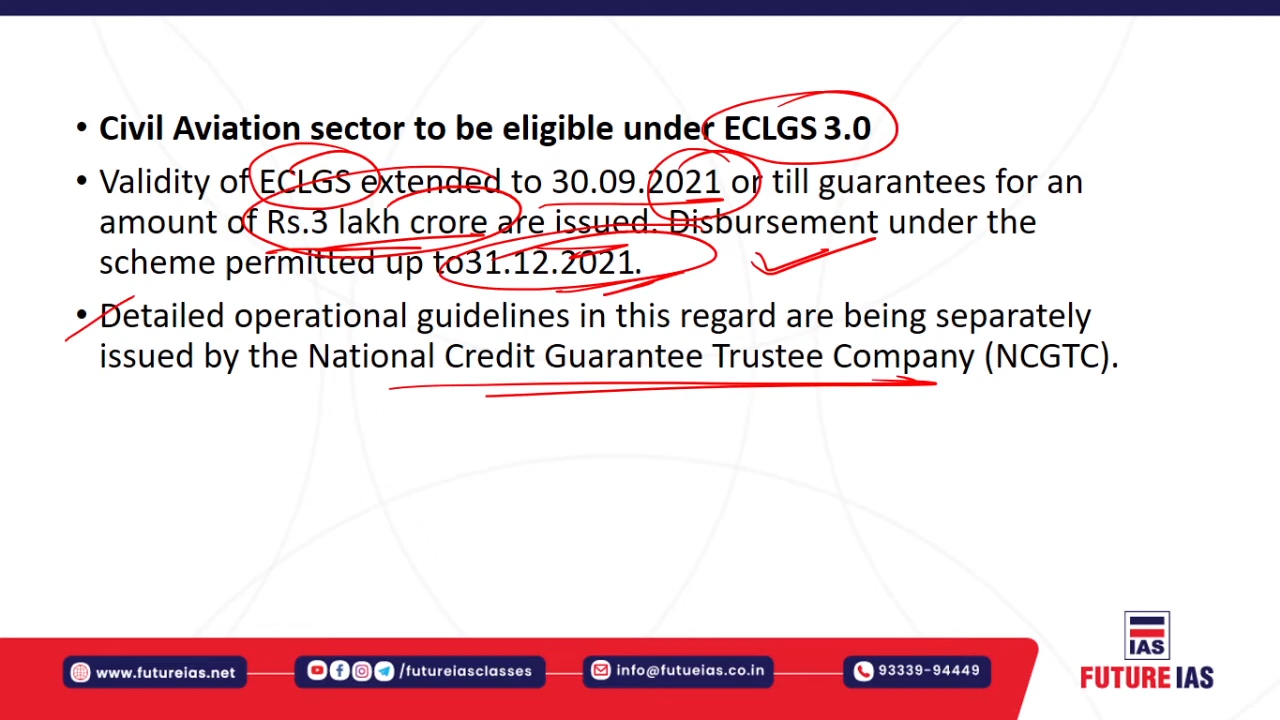 • Civil Aviation sector to be eligible under ECLGS 3.0
• Validity of ECLGS extended to 30.09.2021 or till guarantees for an
amount of Rs.3 lakh crore are issued. Disbursement under the
scheme permitted up to31.12.2021.
• Detailed operational guidelines in this regard are being separately
issued by the National Credit Guarantee Trustee Company (NCGTC).
IAS
FUTURE IAS
www.futureias.net
/futureiasclasses
info@futueias.co.in
93339-94449